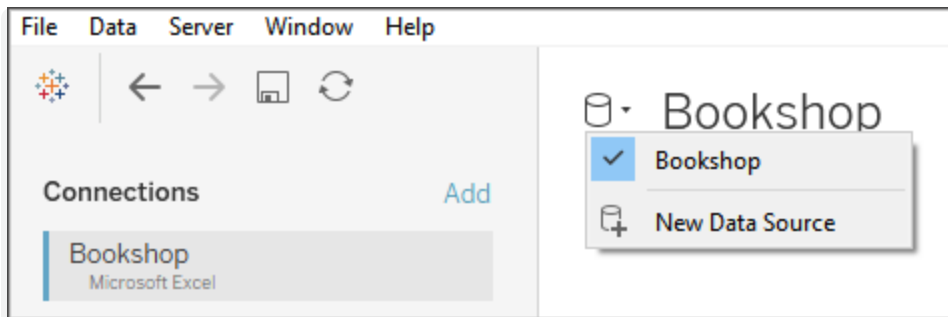 File Data Server Window Help
Bookshop
Bookshop
New Data Source
Connections Add
Bookshop
Microsoft Excel